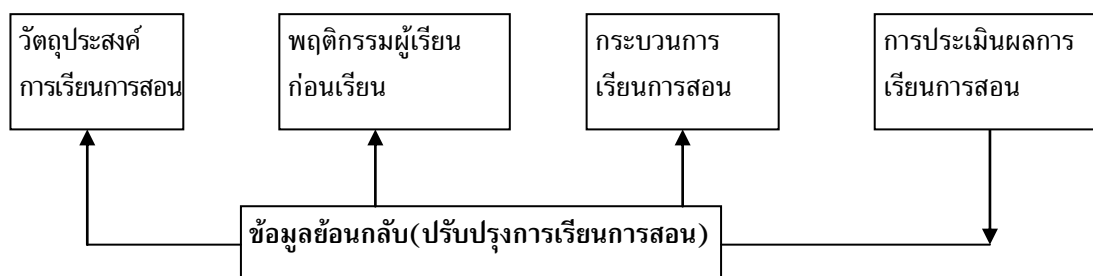 วัตถุประสงค์
การเรียนการสอน
พฤติกรรมผู้เรียน
ก่อนเรียน
กระบวนการ
เรียนการสอน
การประเมินผลการ
เรียนการสอน
ข้อมูลย้อนกลับ(ปรับปรุงการเรียนการสอน)